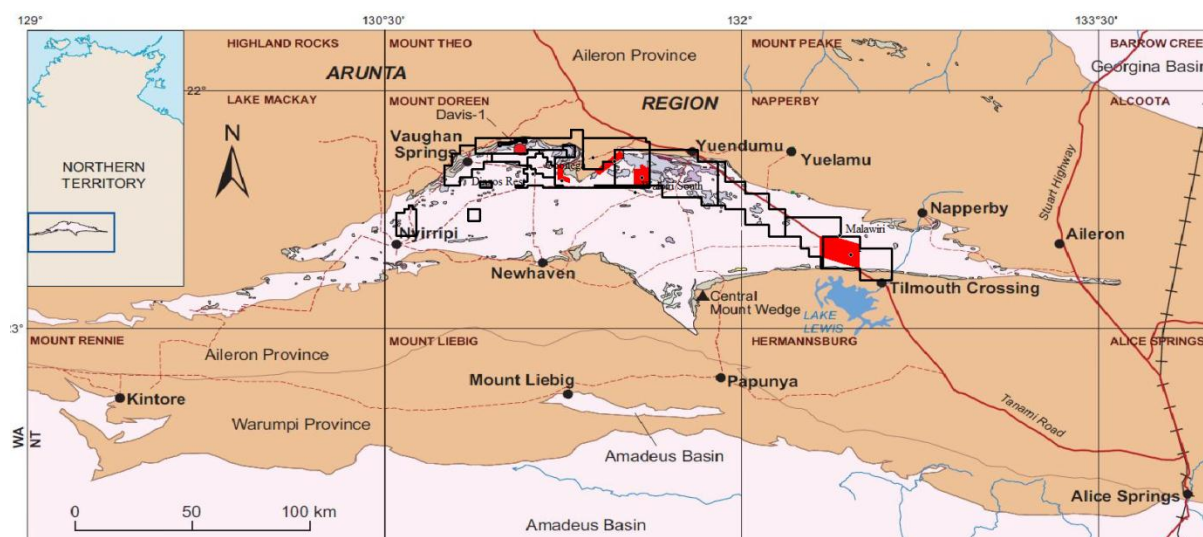 129°
130°30'
132°
133°30'
HIGHLAND ROCKS
MOUNT THEO
Aileron Province
MOUNT PEAKE
BARROW CREE
Georgina Basin
ARUNTA
22°
LAKE MACKAY
MOUNT DOREEN
REGION
NAPPERBY
ALCOOTA
Davis-1
N
Vaughan
Springs
Yuendumu
Yuelamu
NORTHERN
TERRITORY
South
Stuart Highway
Napperby
Malawiri
Nyirripi
Aileron
Newhaven
Tilmouth Crossing
Central
Mount Wedge
LAKE
LEWIS
3°
MOUNT RENNIE
MOUNT LIEBIG
HERMANNSBURG
ALICE SPRINGS
Aileron Province
Mount Liebig
Papunya
Kintore
Tanami Road
Warumpi Province
WA
NT
Amadeus Basin
Alice Springs
0 50 100 km
Amadeus Basin